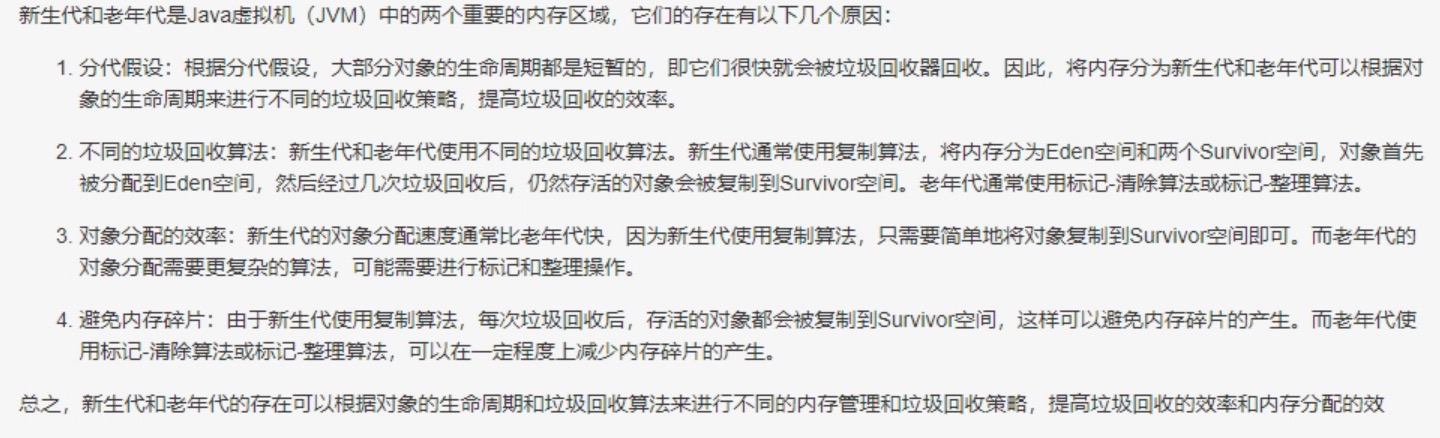 新生代和老年代是Java虚拟机（JVM）中的两个重要的内存区域，它们的存在有以下几个原因：
1. 分代假设：根据分代假设，大部分对象的生命周期都是短暂的，即它们很快就会被垃圾回收器回收。因此，将内存分为新生代和老年代可以根据对
象的生命周期来进行不同的垃圾回收策略，提高垃圾回收的效率。
2. 不同的垃圾回收算法：新生代和老年代使用不同的垃圾回收算法。新生代通常使用复制算法，将内存分为Eden空间和两个Survivor空间，对象首先
被分配到Eden空间，然后经过几次垃圾回收后，仍然存活的对象会被复制到Survivor空间。老年代通常使用标记-清除算法或标记-整理算法。
3. 对象分配的效率：新生代的对象分配速度通常比老年代快，因为新生代使用复制算法，只需要简单地将对象复制到Survivor空间即可。而老年代的
对象分配需要更复杂的算法，可能需要进行标记和整理操作。
4. 避免内存碎片：由于新生代使用复制算法，每次垃圾回收后，存活的对象都会被复制到Survivor空间，这样可以避免内存碎片的产生。而老年代使
用标记-清除算法或标记-整理算法，可以在一定程度上减少内存碎片的产生。
总之，新生代和老年代的存在可以根据对象的生命周期和垃圾回收算法来进行不同的内存管理和垃圾回收策略，提高垃圾回收的效率和内存分配的效